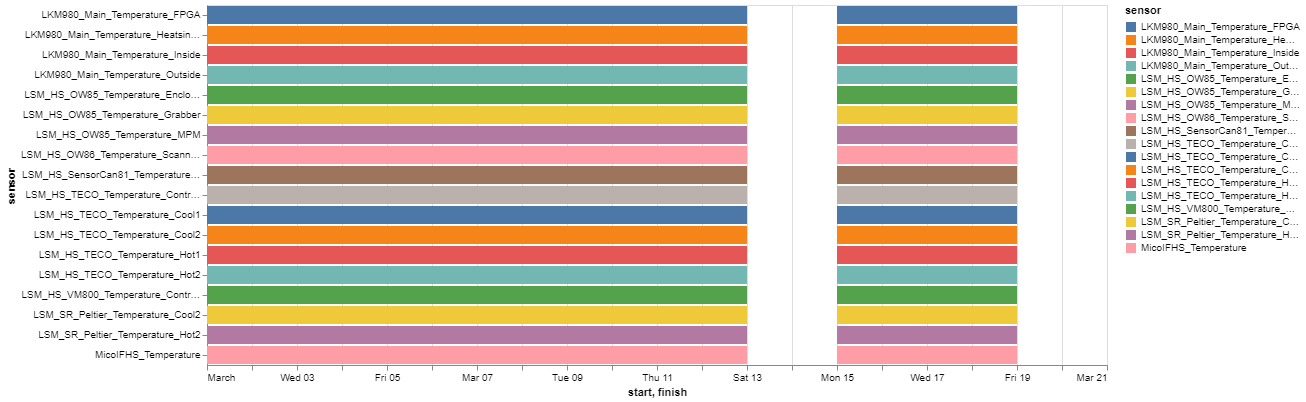 sensor
LKM980_Main_Temperature_FPGA
LKM980_Main_Temperature_Heatsin…
LKM980_Main_Temperature_Inside
LKM980_Main_Temperature_Outside
LSM_HS_OW85_Temperature_Enclo…
LSM_HS_OW85_Temperature_Grabber
LSM_HS_OW85_Temperature_MPM
LSM_HS_OW86_Temperature_Scann…
LSM_HS_SensorCan81_Temperature…
LSM_HS_TECO_Temperature_Contr…
LSM_HS_TECO_Temperature_Cool1
LSM_HS_TECO_Temperature_Cool2
LSM_HS_TECO_Temperature_Hot1
LSM_HS_TECO_Temperature_Hot2
LSM_HS_VM800_Temperature_Contr…
LSM_SR_Peltier_Temperature_Cool2
LSM_SR_Peltier_Temperature_Hot2
MicolFHS_Temperature
March Wed 03 Fri 05 Mar 07 Tue 09 Thu 11 Sat 13 Mon 15 Wed 17 Fri 19 Mar 21
start, finish
sensor
LKM980_Main_Temperature_FPGA
LKM980_Main_Temperature_He…
LKM980_Main_Temperature_Inside
LKM980_Main_Temperature_Out…
LSM_HS_OW85_Temperature_E…
LSM_HS_OW85_Temperature_G…
LSM_HS_OW85_Temperature_M…
LSM_HS_OW86_Temperature_S…
LSM_HS_SensorCan81_Temper…
LSM_HS_TECO_Temperature_C…
LSM_HS_TECO_Temperature_C…
LSM_HS_TECO_Temperature_C…
LSM_HS_TECO_Temperature_H…
LSM_HS_TECO_Temperature_H…
LSM_HS_VM800_Temperature_…
LSM_SR_Peltier_Temperature_C…
LSM_SR_Peltier_Temperature_H…
MicolFHS_Temperature